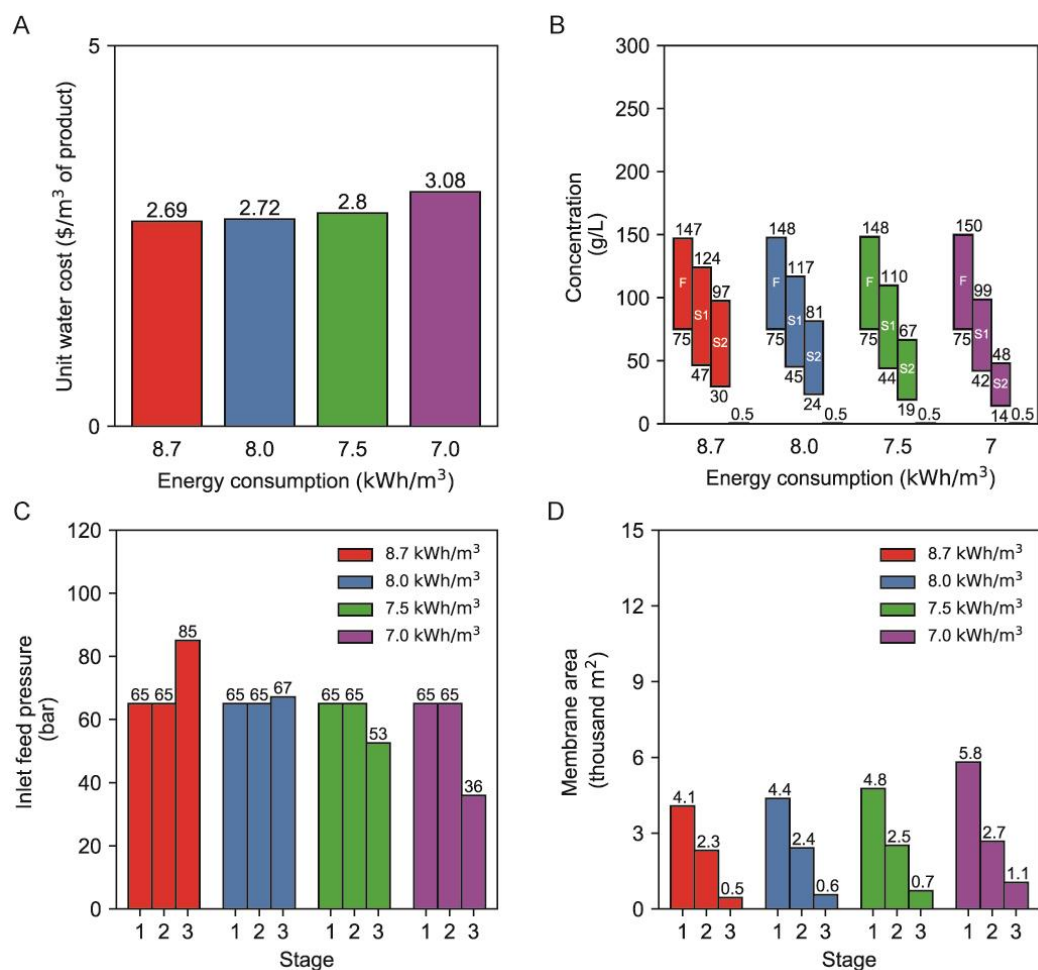 A
Unit water cost ($/m³ of product)
5
0
2.69
2.72
2.8
3.08
8.7 8.0 7.5 7.0
Energy consumption (kWh/m³)
B
Concentration
(g/L)
300
250
200
150
100
50
0
147
124
97
F
S1
S2
75
47
30
0.5
148
117
81
F
S1
S2
75
45
24
0.5
148
110
67
F
S1
S2
75
44
19
0.5
150
99
48
F
S1
S2
75
42
14
0.5
8.7 8.0 7.5 7
Energy consumption (kWh/m³)
C
Inlet feed pressure
(bar)
120
100
80
60
40
20
0
8.7 kWh/m³
8.0 kWh/m³
7.5 kWh/m³
7.0 kWh/m³
65 65 85
65 65 67
65 65 53
65 65 36
1 2 3 1 2 3 1 2 3 1 2 3
Stage
D
Membrane area
(thousand m²)
15
12
9
6
3
0
8.7 kWh/m³
8.0 kWh/m³
7.5 kWh/m³
7.0 kWh/m³
4.1 2.3 0.5
4.4 2.4 0.6
4.8 2.5 0.7
5.8 2.7 1.1
1 2 3 1 2 3 1 2 3 1 2 3
Stage